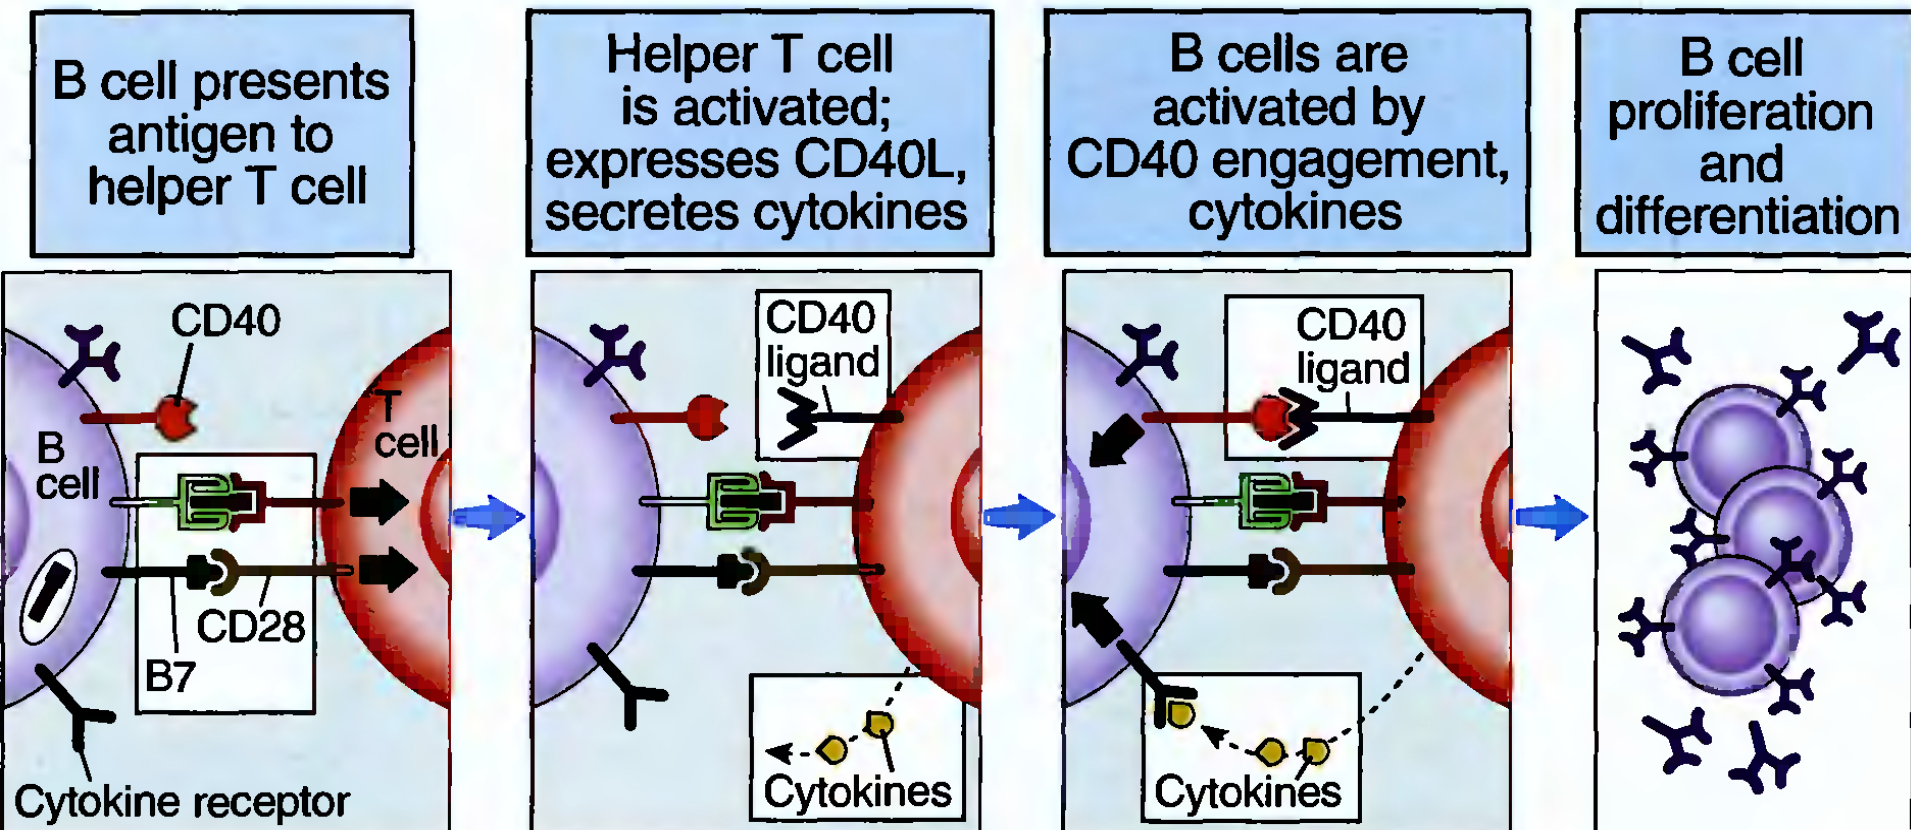 B cell presents
antigen to
helper T cell
Helper T cell
is activated;
expresses CD40L,
secretes cytokines
B cells are
activated by
CD40 engagement,
cytokines
B cell
proliferation
and
differentiation
CD40
T
cell
B
cell
CD28
B7
Cytokine receptor
CD40
ligand
Cytokines
CD40
ligand
Cytokines